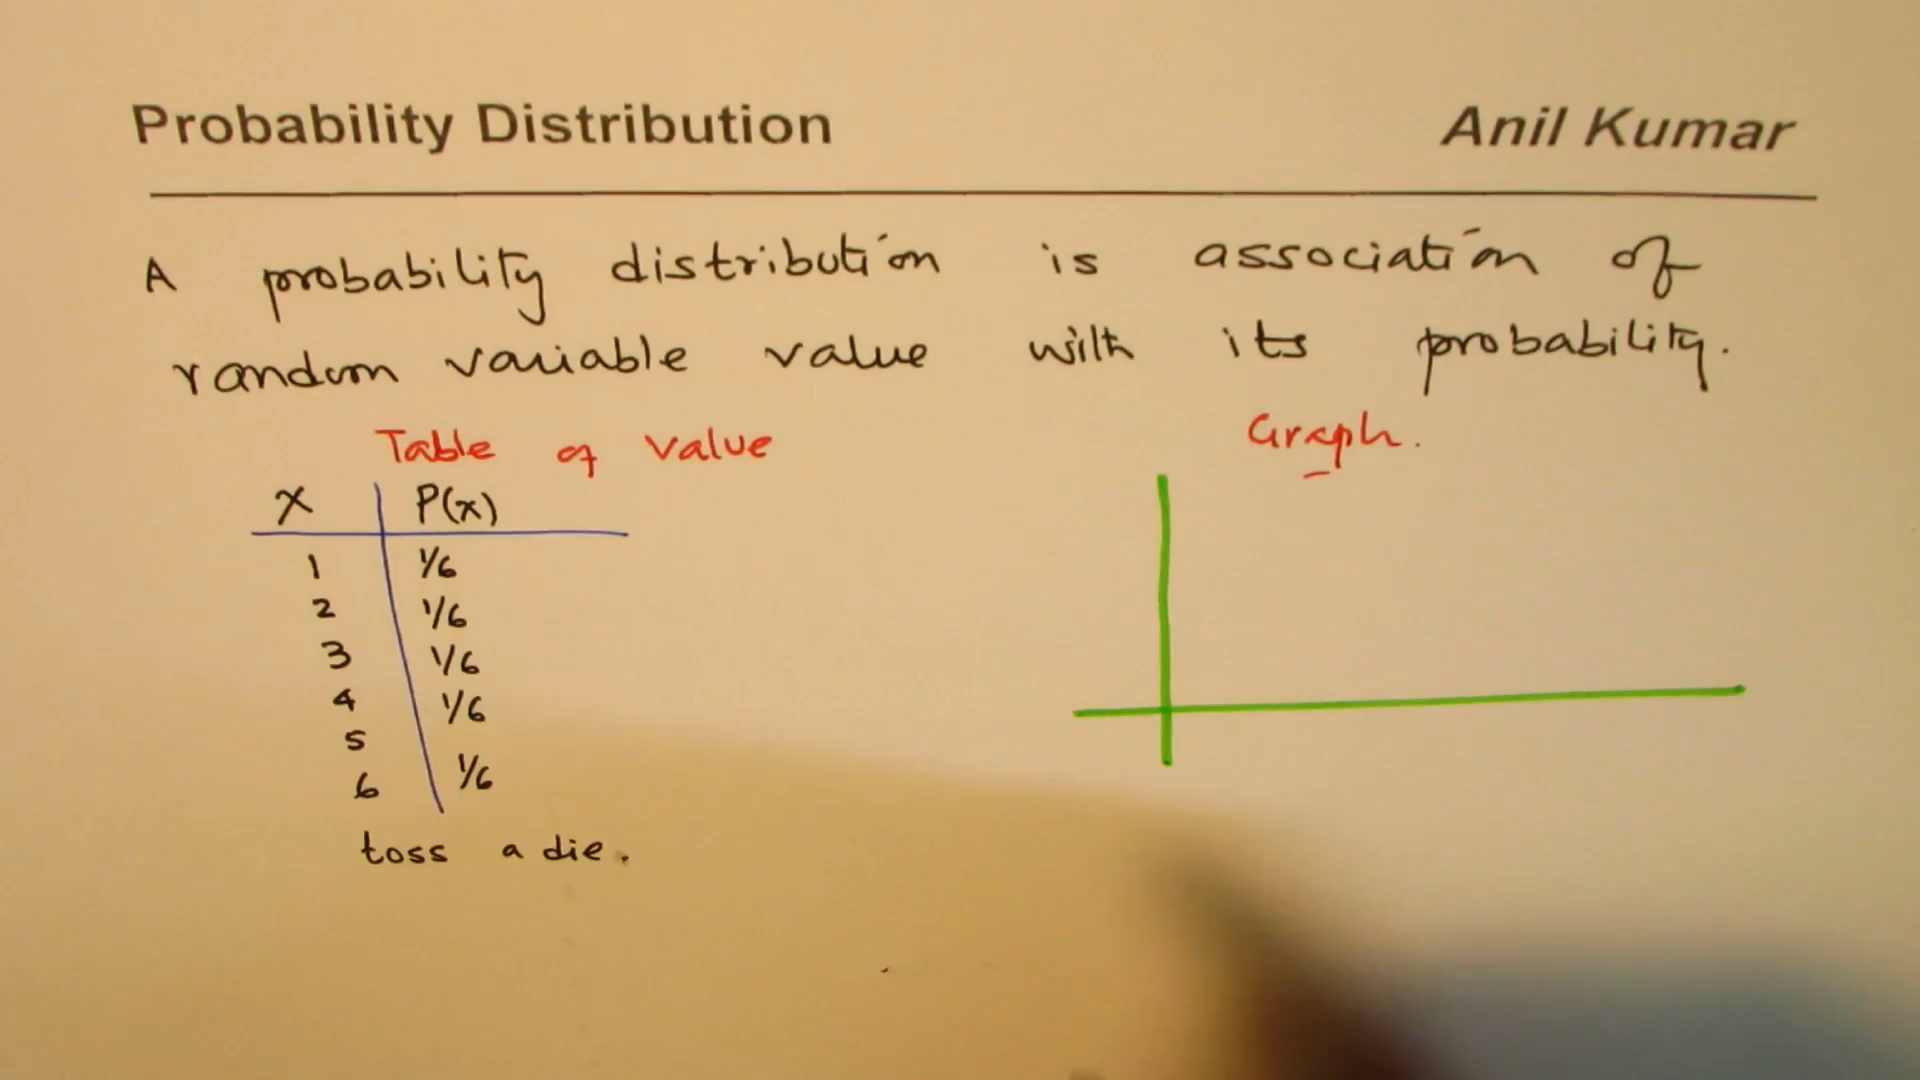 Probability Distribution Anil Kumar
A probability distribution is association of
random variable value with its probability.
Table of Value Graph.
X P(x)
1 1/6
2 1/6
3 1/6
4 1/6
5
6 1/6
toss a die.